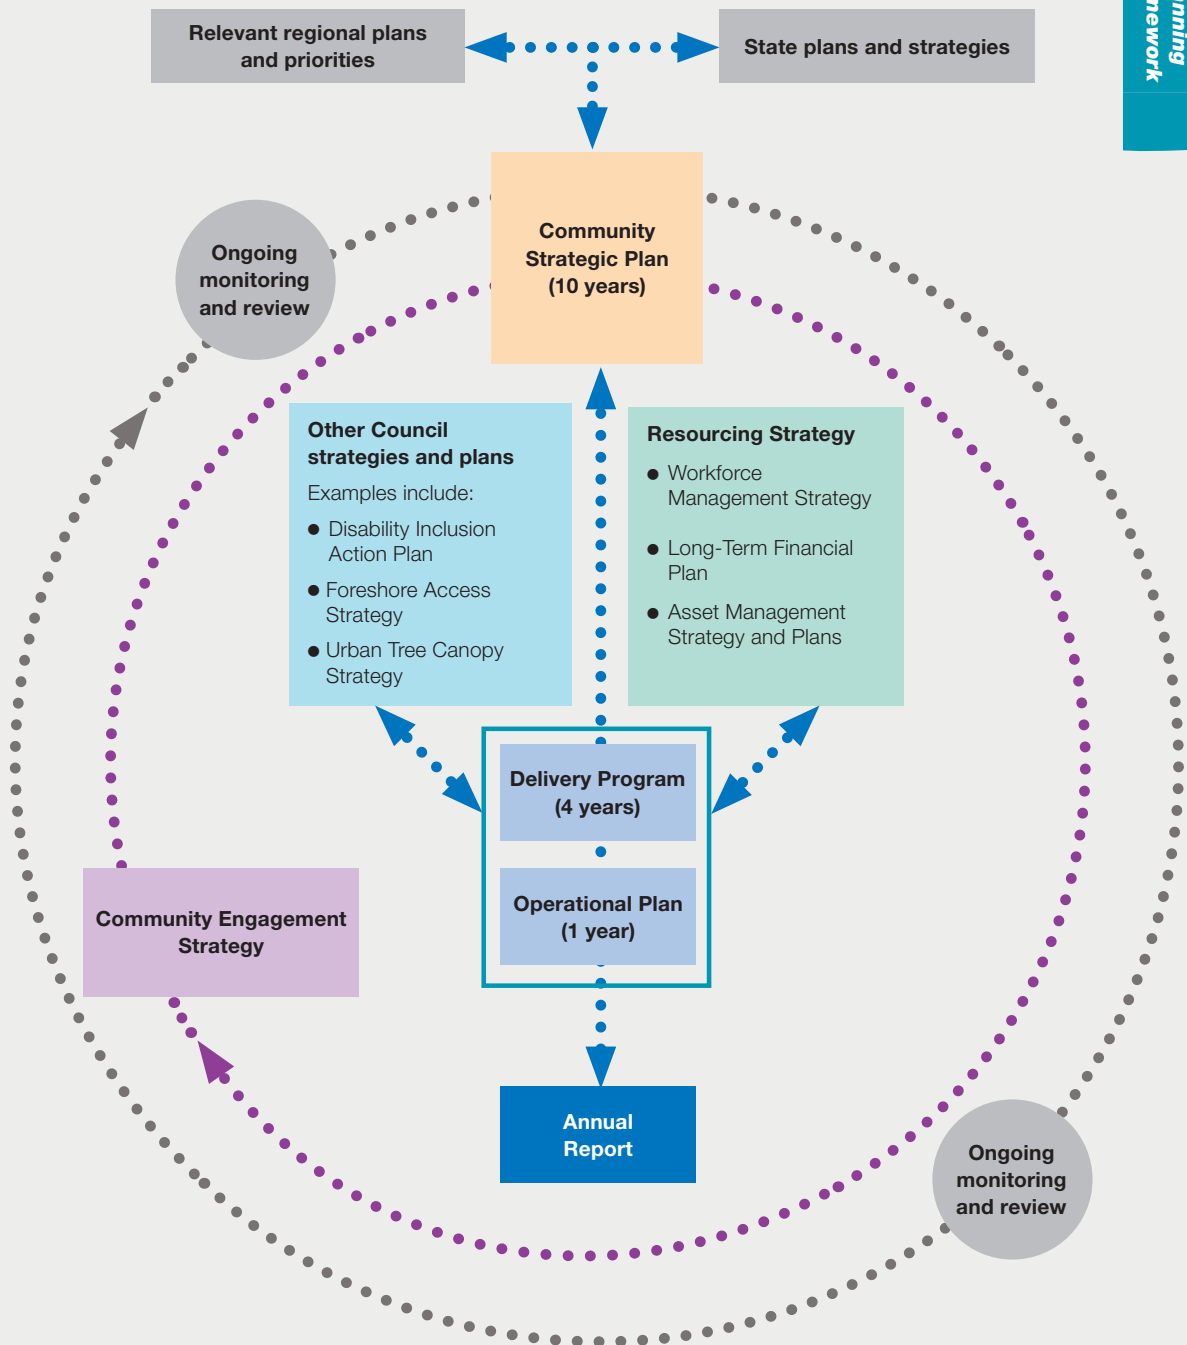 Relevant regional plans
and priorities
State plans and strategies
Community
Strategic Plan
(10 years)
Ongoing
monitoring
and review
Other Council
strategies and plans
Examples include:
● Disability Inclusion
Action Plan
● Foreshore Access
Strategy
● Urban Tree Canopy
Strategy
Resourcing Strategy
● Workforce
Management Strategy
● Long-Term Financial
Plan
● Asset Management
Strategy and Plans
Delivery Program
(4 years)
Operational Plan
(1 year)
Community Engagement
Strategy
Annual
Report
Ongoing
monitoring
and review